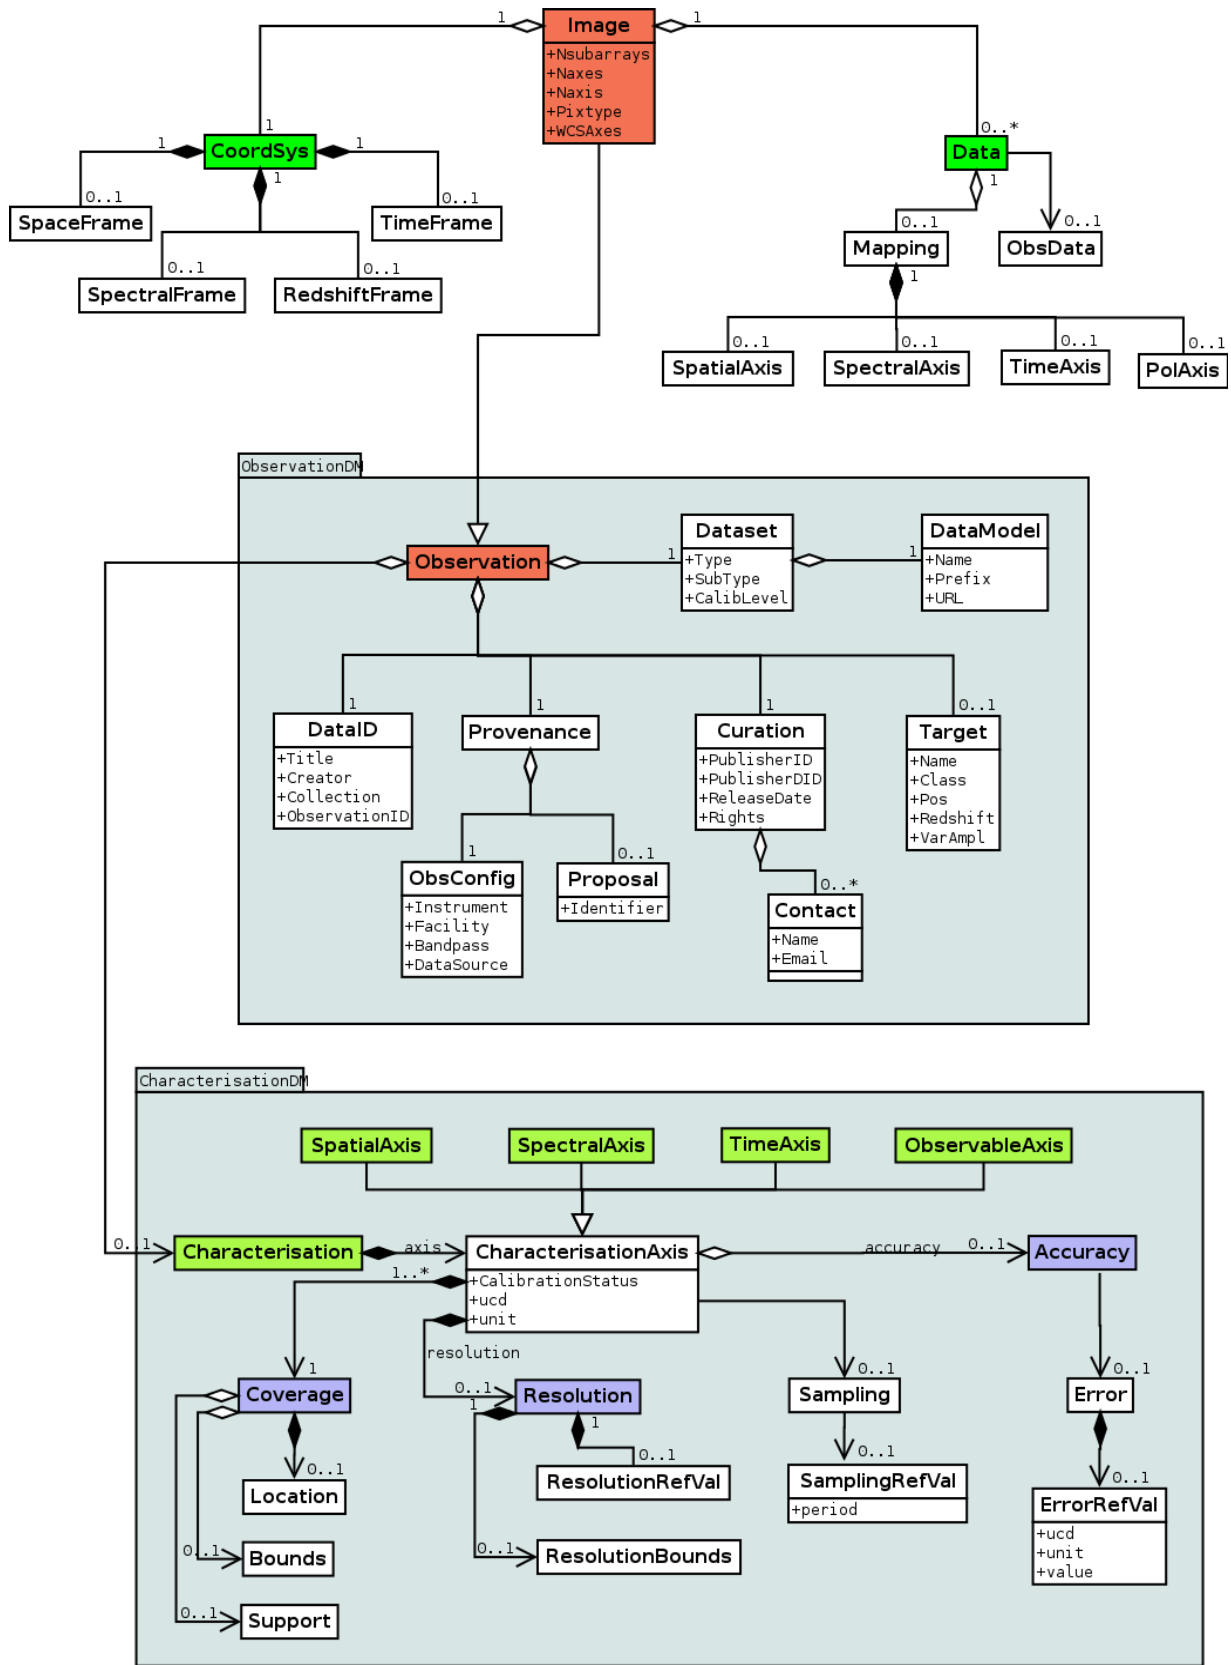 1
Image
1
+Nsubarrays
+Naxes
+Naxis
+Pixtype
+WCSAxes
1
0..*
1
CoordSys
1
Data
1
1
0..1
0..1
0..1
0..1
SpaceFrame
TimeFrame
Mapping
ObsData
0..1
0..1
1
SpectralFrame
RedshiftFrame
0..1
0..1
0..1
0..1
SpatialAxis
SpectralAxis
TimeAxis
PolAxis
ObservationDM
Dataset
DataModel
Observation
1
+Type
+SubType
+CalibLevel
1
+Name
+Prefix
+URL
1
1
1
0..1
DataID
+Title
+Creator
+Collection
+ObservationID
Provenance
Curation
+PublisherID
+PublisherDID
+ReleaseDate
+Rights
Target
+Name
+Class
+Pos
+Redshift
+VarAmpl
1
0..1
ObsConfig
+Instrument
+Facility
+Bandpass
+DataSource
Proposal
+Identifier
0..*
Contact
+Name
+Email
CharacterisationDM
SpatialAxis
SpectralAxis
TimeAxis
ObservableAxis
0..1
Characterisation
axis
CharacterisationAxis
accuracy
0..1
Accuracy
1..*
+CalibrationStatus
+ucd
+unit
resolution
1
0..1
0..1
0..1
Coverage
1
Resolution
1
Sampling
Error
0..1
0..1
0..1
0..1
Location
ResolutionRefVal
SamplingRefVal
+period
ErrorRefVal
+ucd
+unit
+value
0..1
Bounds
0..1
ResolutionBounds
0..1
Support